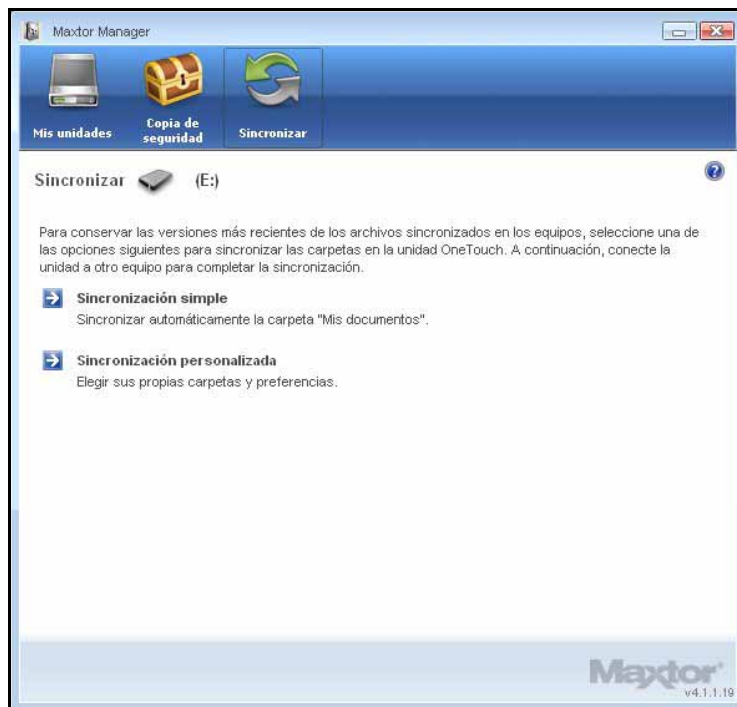 Maxtor Manager
Mis unidades
Copia de
seguridad
Sincronizar
Sincronizar (E:)
Para conservar las versiones más recientes de los archivos sincronizados en los equipos, seleccione una de
las opciones siguientes para sincronizar las carpetas en la unidad OneTouch. A continuación, conecte la
unidad a otro equipo para completar la sincronización.
Sincronización simple
Sincronizar automáticamente la carpeta "Mis documentos".
Sincronización personalizada
Elegir sus propias carpetas y preferencias.
Maxtor
v4.1.1.19